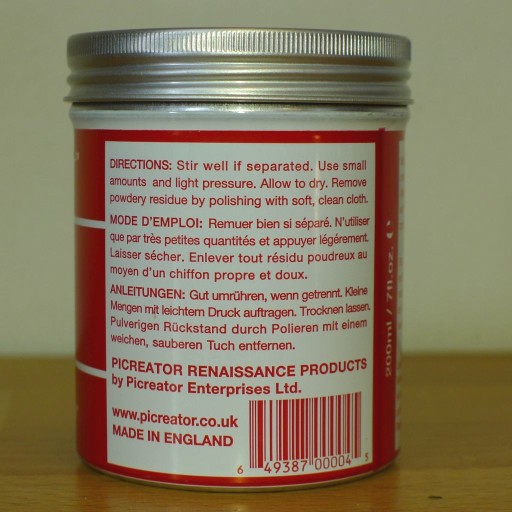 DIRECTIONS: Stir well if separated. Use small
amounts and light pressure. Allow to dry. Remove
powdery residue by polishing with soft, clean cloth.
MODE D'EMPLOI: Remuer bien si séparé. N'utiliser
que par très petites quantités et appuyer légérement.
Laisser sécher. Enlever tout résidu poudreux au
moyen d'un chiffon propre et doux.
ANLEITUNGEN: Gut umrühren, wenn getrennt. Kleine
Mengen mit leichtem Druck auftragen. Trocknen lassen.
Pulverigen Rückstand durch Polieren mit einem
weichen, sauberen Tuch entfernen.
PICREATOR RENAISSANCE PRODUCTS
by Picreator Enterprises Ltd.
www.picreator.co.uk
MADE IN ENGLAND
6 49387 00004 5
200ml / 7fl.oz. e